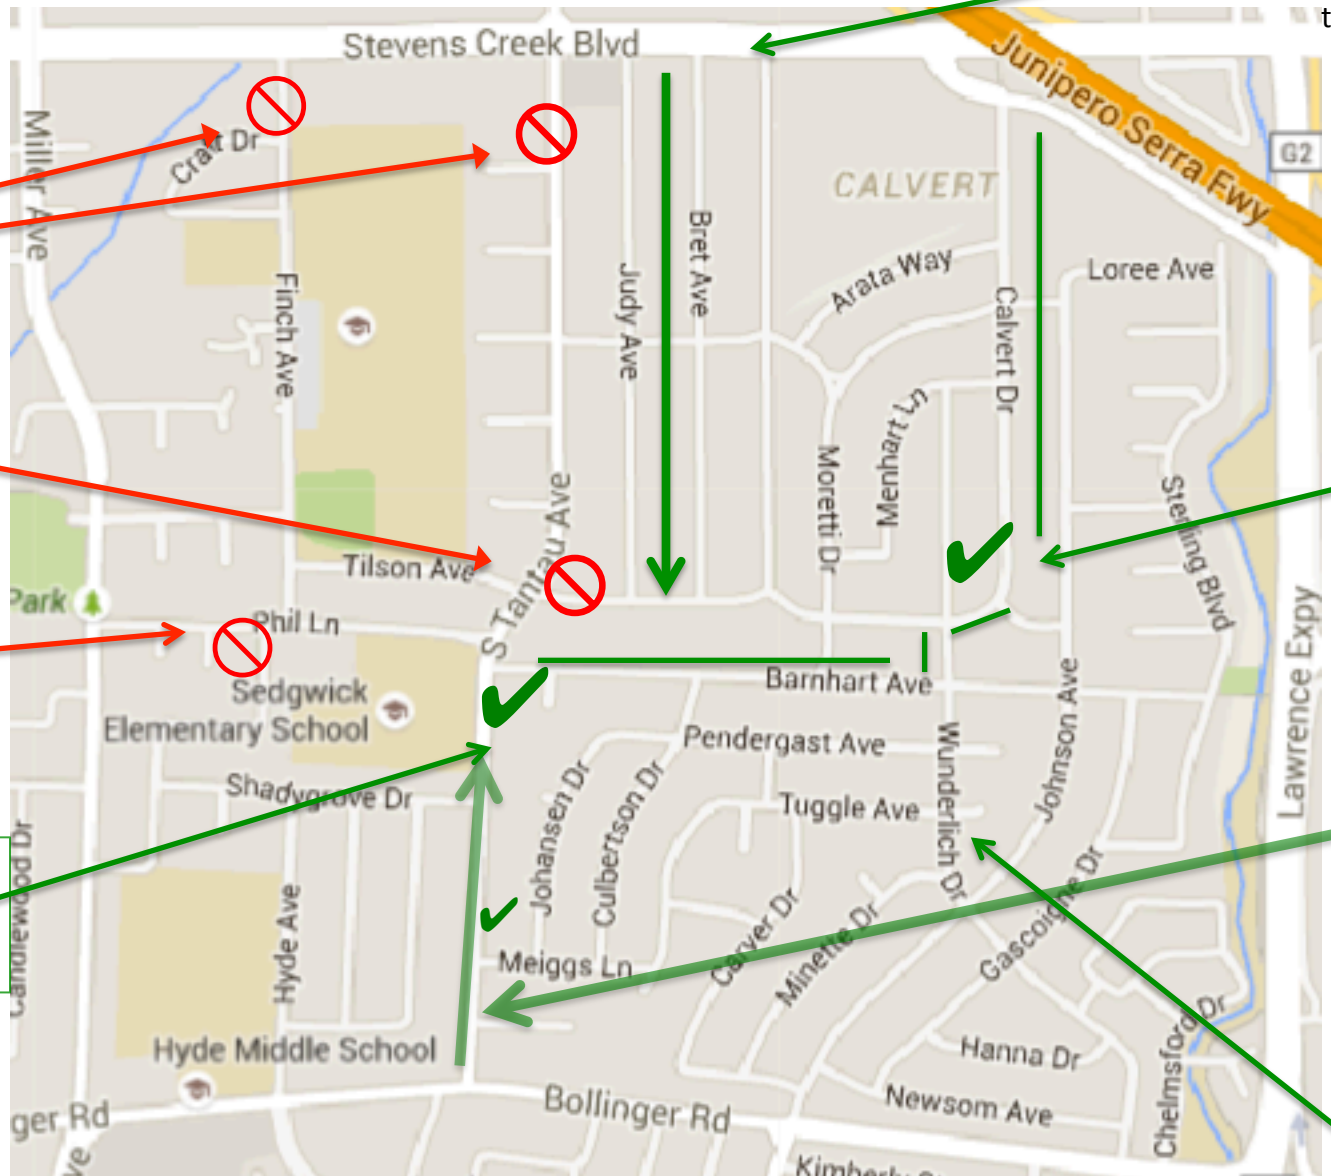 t
Stevens Creek Blvd
Junipero Serra Fwy
G2
Miller Ave
Craft Dr
CALVERT
Bret Ave
Judy Ave
Finch Ave
Arata Way
Loree Ave
Calvert Dr
Menhart Ln
Moretti Dr
Sterling Blvd
S Tantau Ave
Tilson Ave
Park
Phil Ln
Sedgwick
Elementary School
Barnhart Ave
Lawrence Expy
Pendergast Ave
Wunderlich Dr
Johnson Ave
Shadygrove Dr
Johansen Dr
Culbertson Dr
Tuggle Ave
Candlewood Dr
Hyde Ave
Carver Dr
Minette Dr
Gascoigne Dr
Meiggs Ln
Hyde Middle School
Hanna Dr
Chelmsford Dr
Newsom Ave
ger Rd
Bollinger Rd
ve
Kimberly